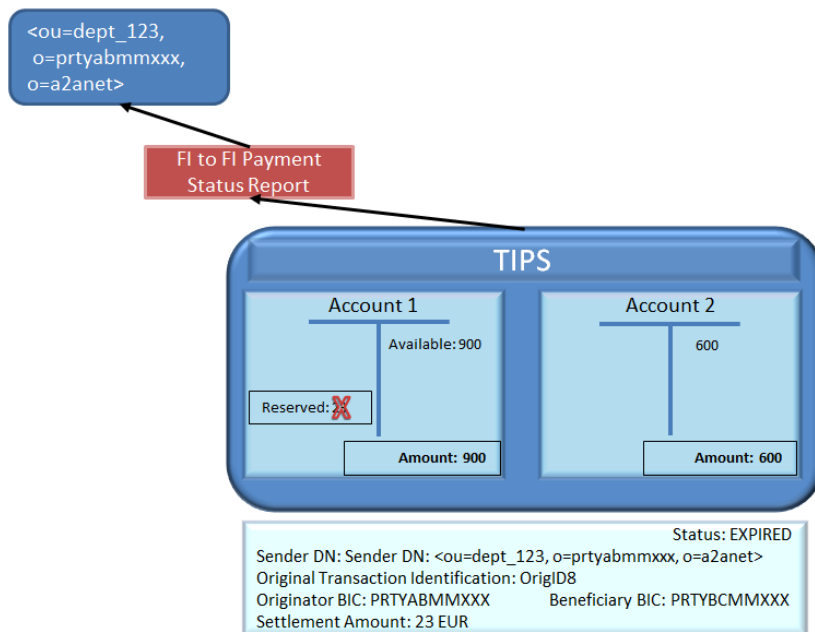 <ou=dept_123,
o=prtyabmmxxx,
o=a2anet>
FI to FI Payment
Status Report
TIPS
Account 1
Available: 900
Reserved: 23
Amount: 900
Account 2
600
Amount: 600
Status: EXPIRED
Sender DN: Sender DN: <ou=dept_123, o=prtyabmmxxx, o=a2anet>
Original Transaction Identification: OrigID8
Originator BIC: PRTYABMMXXX Beneficiary BIC: PRTYBCMMXXX
Settlement Amount: 23 EUR